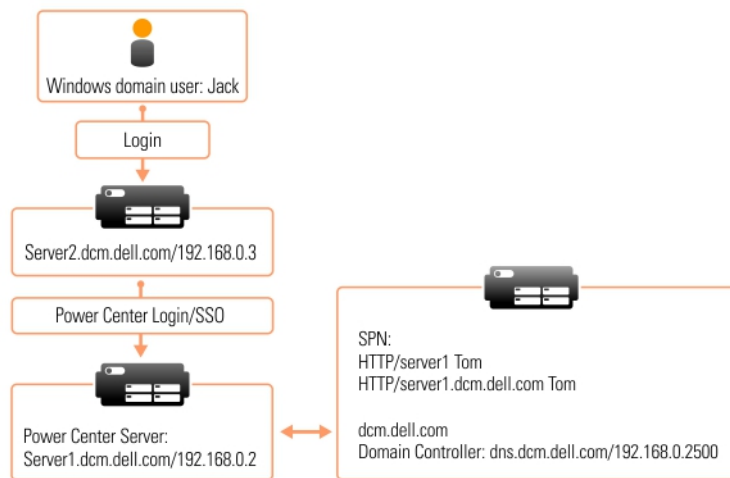 Windows domain user: Jack
Login
Server2.dcm.dell.com/192.168.0.3
Power Center Login/SSO
Power Center Server:
Server1.dcm.dell.com/192.168.0.2
SPN:
HTTP/server1 Tom
HTTP/server1.dcm.dell.com Tom
dcm.dell.com
Domain Controller: dns.dcm.dell.com/192.168.0.2500